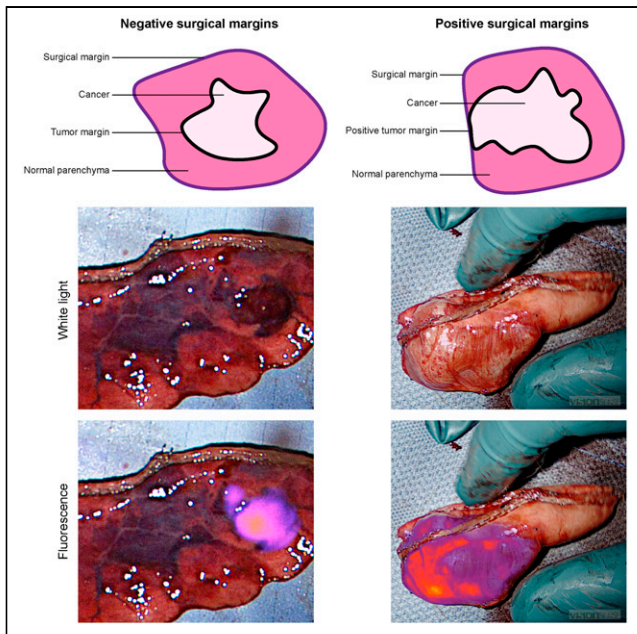 Negative surgical margins
Positive surgical margins
Surgical margin
Cancer
Tumor margin
Normal parenchyma
Surgical margin
Cancer
Positive tumor margin
Normal parenchyma
White light
Fluorescence